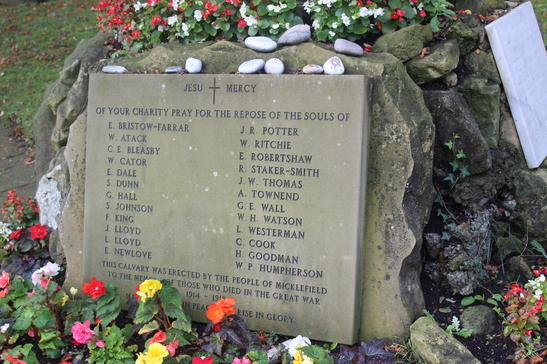 JESU MERCY
OF YOUR CHARITY PRAY FOR THE REPOSE OF THE SOULS OF
E. BRISTOW-FARRAR
W. ATACK
C. E. BLEASBY
W. CATOR
E. DALE
S. DUNN
G. HALL
S. JOHNSON
F. KING
J. LLOYD
L. LLOYD
E. NEWLOVE
J. R. POTTER
W. RITCHIE
E. ROBERTSHAW
R. STAKER-SMITH
J. W. THOMAS
A. TOWNEND
G. E. WALL
W. H. WATSON
L. WESTERMAN
C. COOK
H. GOODMAN
W. P. HUMPHERSON
THIS CALVARY WAS ERECTED BY THE PEOPLE OF MICKLEFIELD
TO THE OF THOSE WHO DIED IN THE GREAT WAR
1914 - 19
IN PEACE RISE IN GLORY.